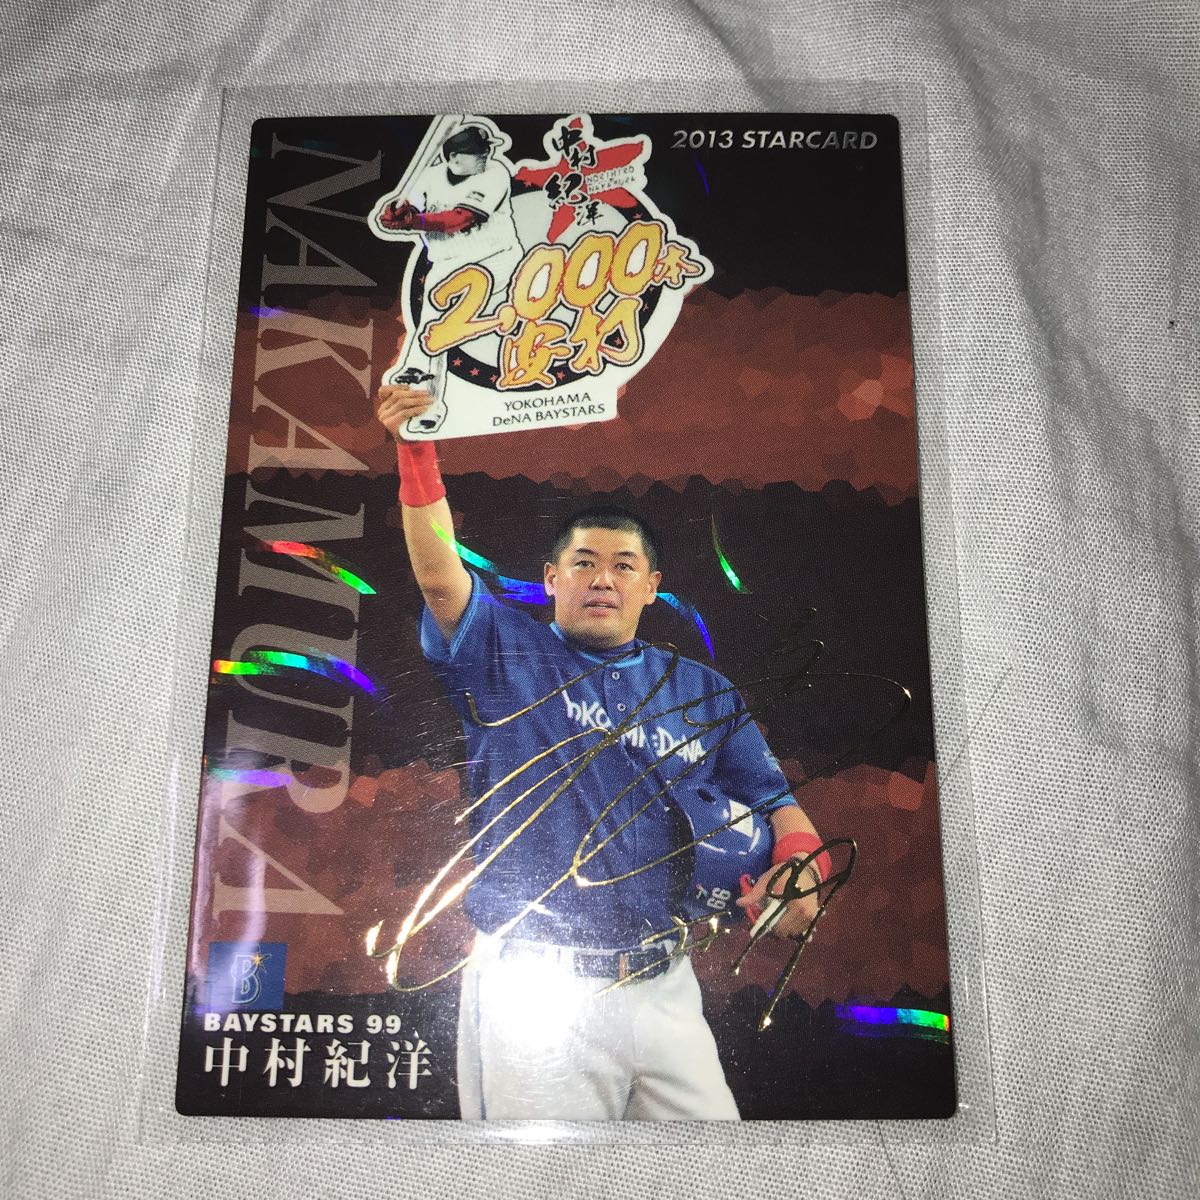 2013 STARCARD
中村紀洋
NORIHIRO
NAKAMURA
2,000本
安打
YOKOHAMA
DeNA BAYSTARS
NAKAMURA
99
B
BAYSTARS 99
中村紀洋